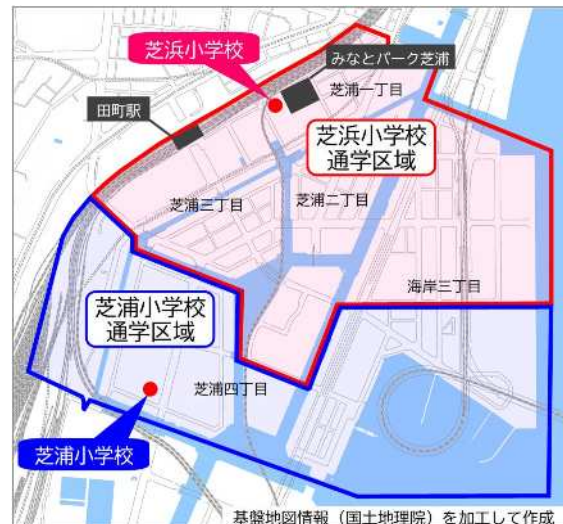 芝浜小学校
みなとパーク芝浦
芝浦一丁目
田町駅
芝浜小学校
通学区域
芝浦三丁目
芝浦二丁目
海岸三丁目
芝浦小学校
通学区域
芝浦四丁目
芝浦小学校
基盤地図情報（国土地理院）を加工して作成